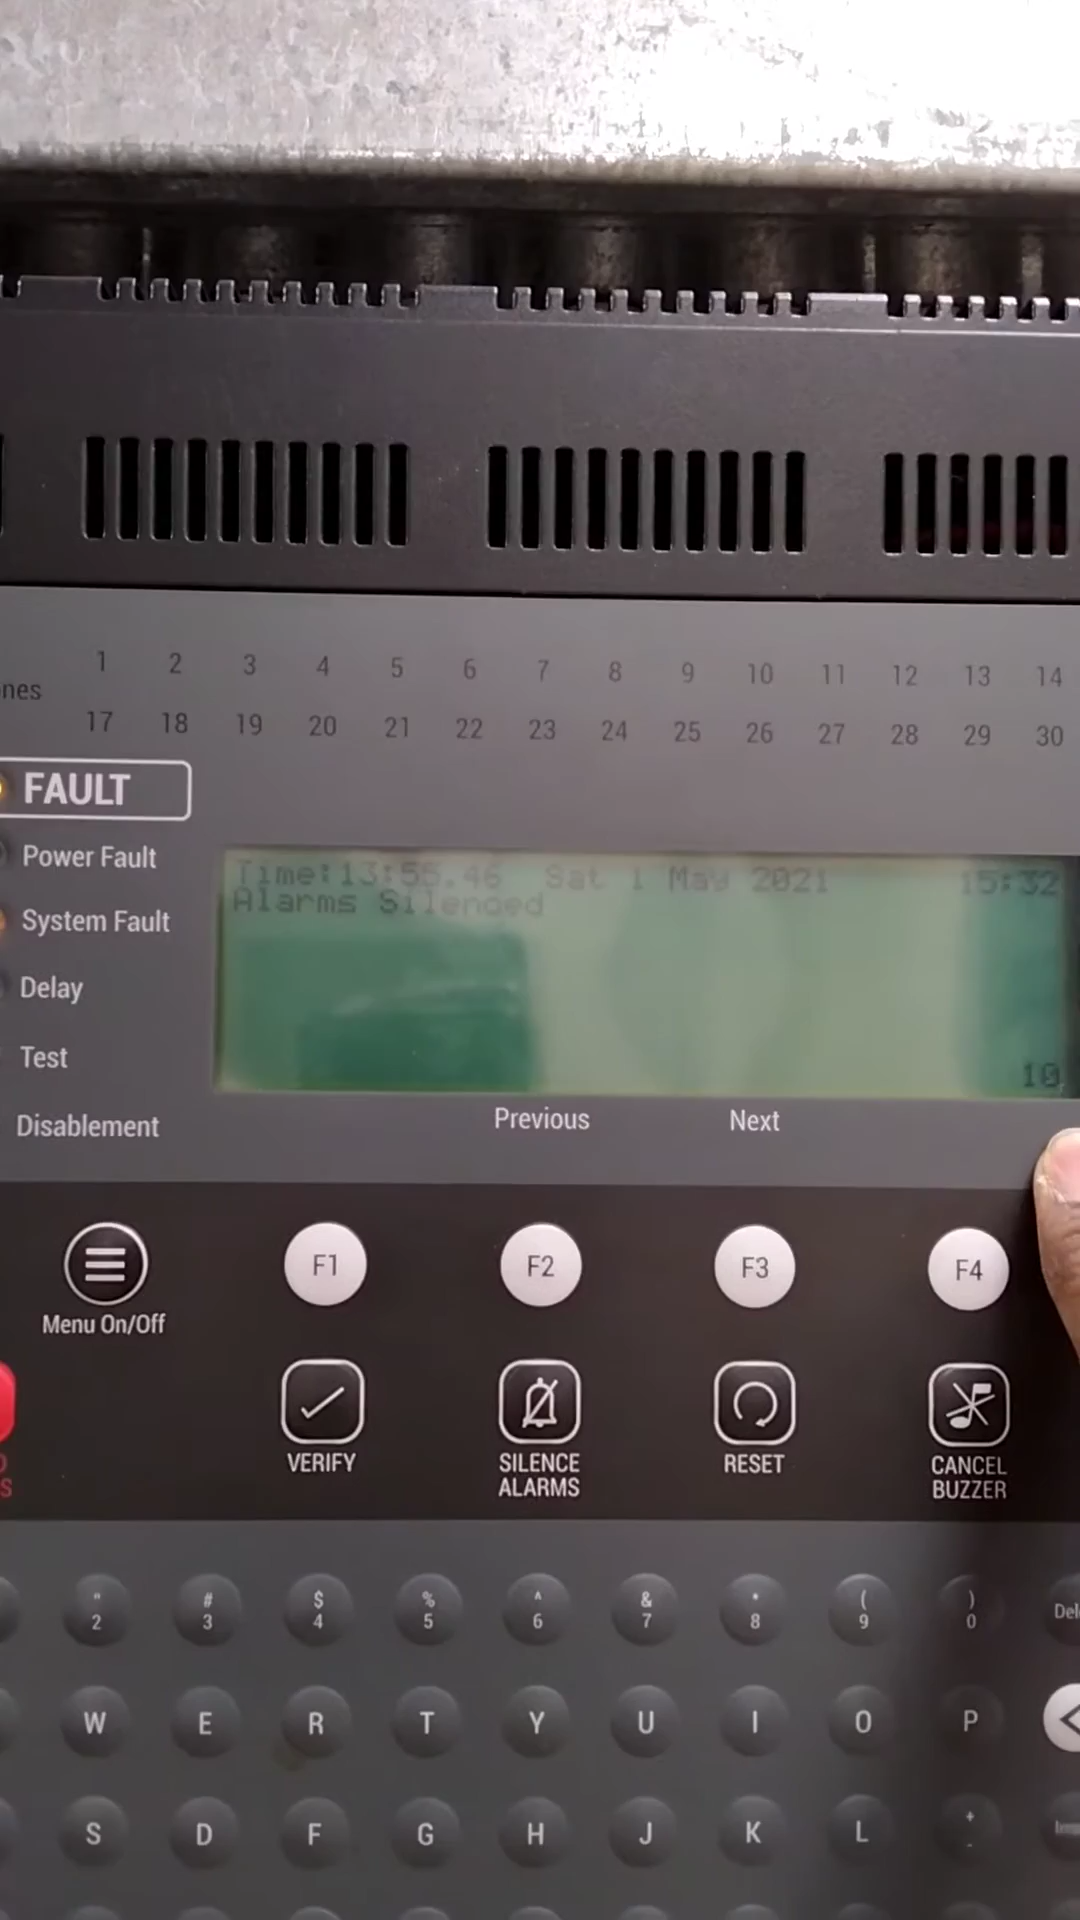 1 2 3 4 5 6 7 8 9 10 11 12 13 14
nes
17 18 19 20 21 22 23 24 25 26 27 28 29 30
FAULT
Power Fault
System Fault
Delay
Test
Disablement
Time:13:55.46 Sat 1 May 2021 15:32
Alarms Silenced
10
Previous Next
F1 F2 F3 F4
Menu On/Off
VERIFY
SILENCE
ALARMS
RESET
CANCEL
BUZZER
S
" # $ % ^ & * ( )
2 3 4 5 6 7 8 9 0 Del
W E R T Y U I O P
+
S D F G H J K L -